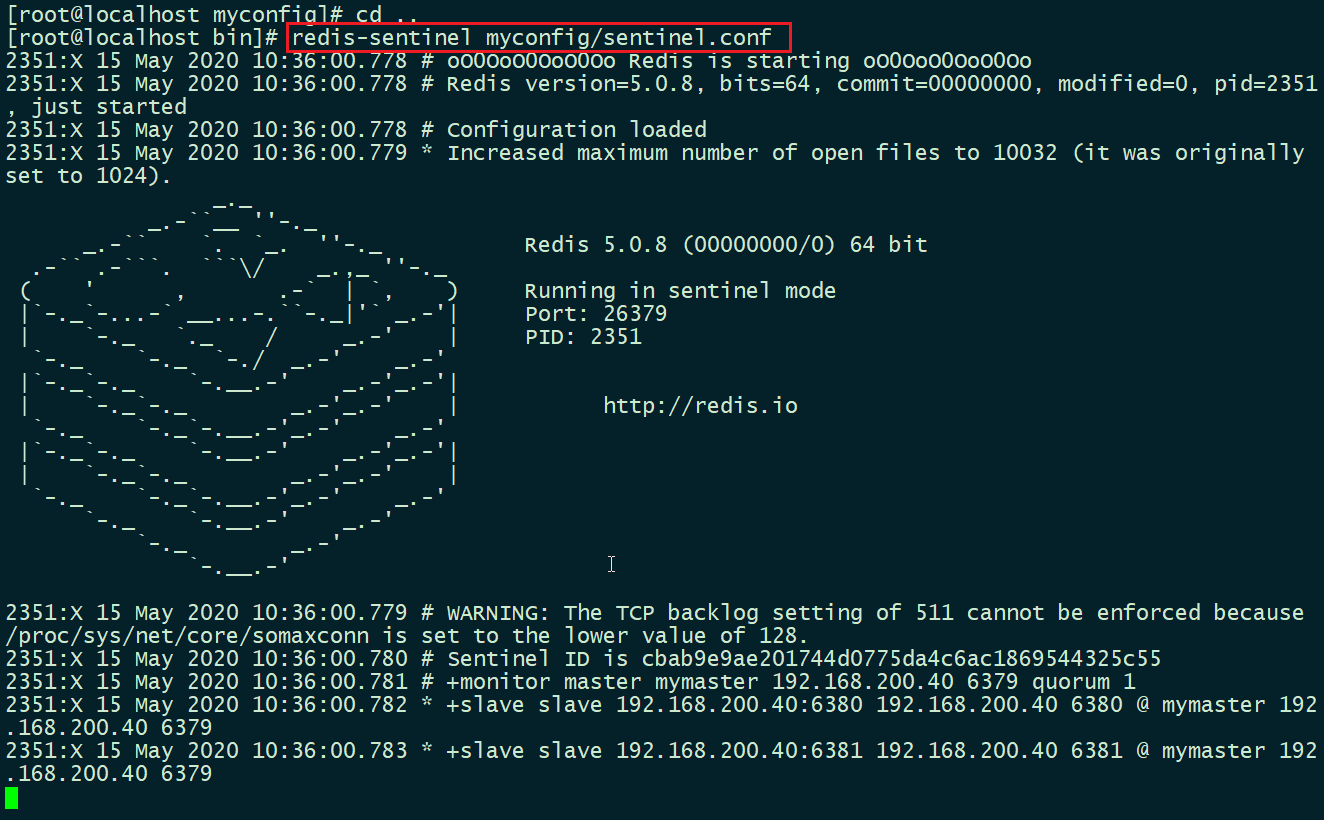 [root@localhost myconfig]# cd ..
[root@localhost bin]# redis-sentinel myconfig/sentinel.conf
2351:X 15 May 2020 10:36:00.778 # oO0OoO0OoO0Oo Redis is starting oO0OoO0OoO0Oo
2351:X 15 May 2020 10:36:00.778 # Redis version=5.0.8, bits=64, commit=00000000, modified=0, pid=2351
, just started
2351:X 15 May 2020 10:36:00.778 # Configuration loaded
2351:X 15 May 2020 10:36:00.779 * Increased maximum number of open files to 10032 (it was originally
set to 1024).
Redis 5.0.8 (00000000/0) 64 bit
Running in sentinel mode
Port: 26379
PID: 2351
http://redis.io
2351:X 15 May 2020 10:36:00.779 # WARNING: The TCP backlog setting of 511 cannot be enforced because
/proc/sys/net/core/somaxconn is set to the lower value of 128.
2351:X 15 May 2020 10:36:00.780 # Sentinel ID is cbab9e9ae201744d0775da4c6ac1869544325c55
2351:X 15 May 2020 10:36:00.781 # +monitor master mymaster 192.168.200.40 6379 quorum 1
2351:X 15 May 2020 10:36:00.782 * +slave slave 192.168.200.40:6380 192.168.200.40 6380 @ mymaster 192
.168.200.40 6379
2351:X 15 May 2020 10:36:00.783 * +slave slave 192.168.200.40:6381 192.168.200.40 6381 @ mymaster 192
.168.200.40 6379